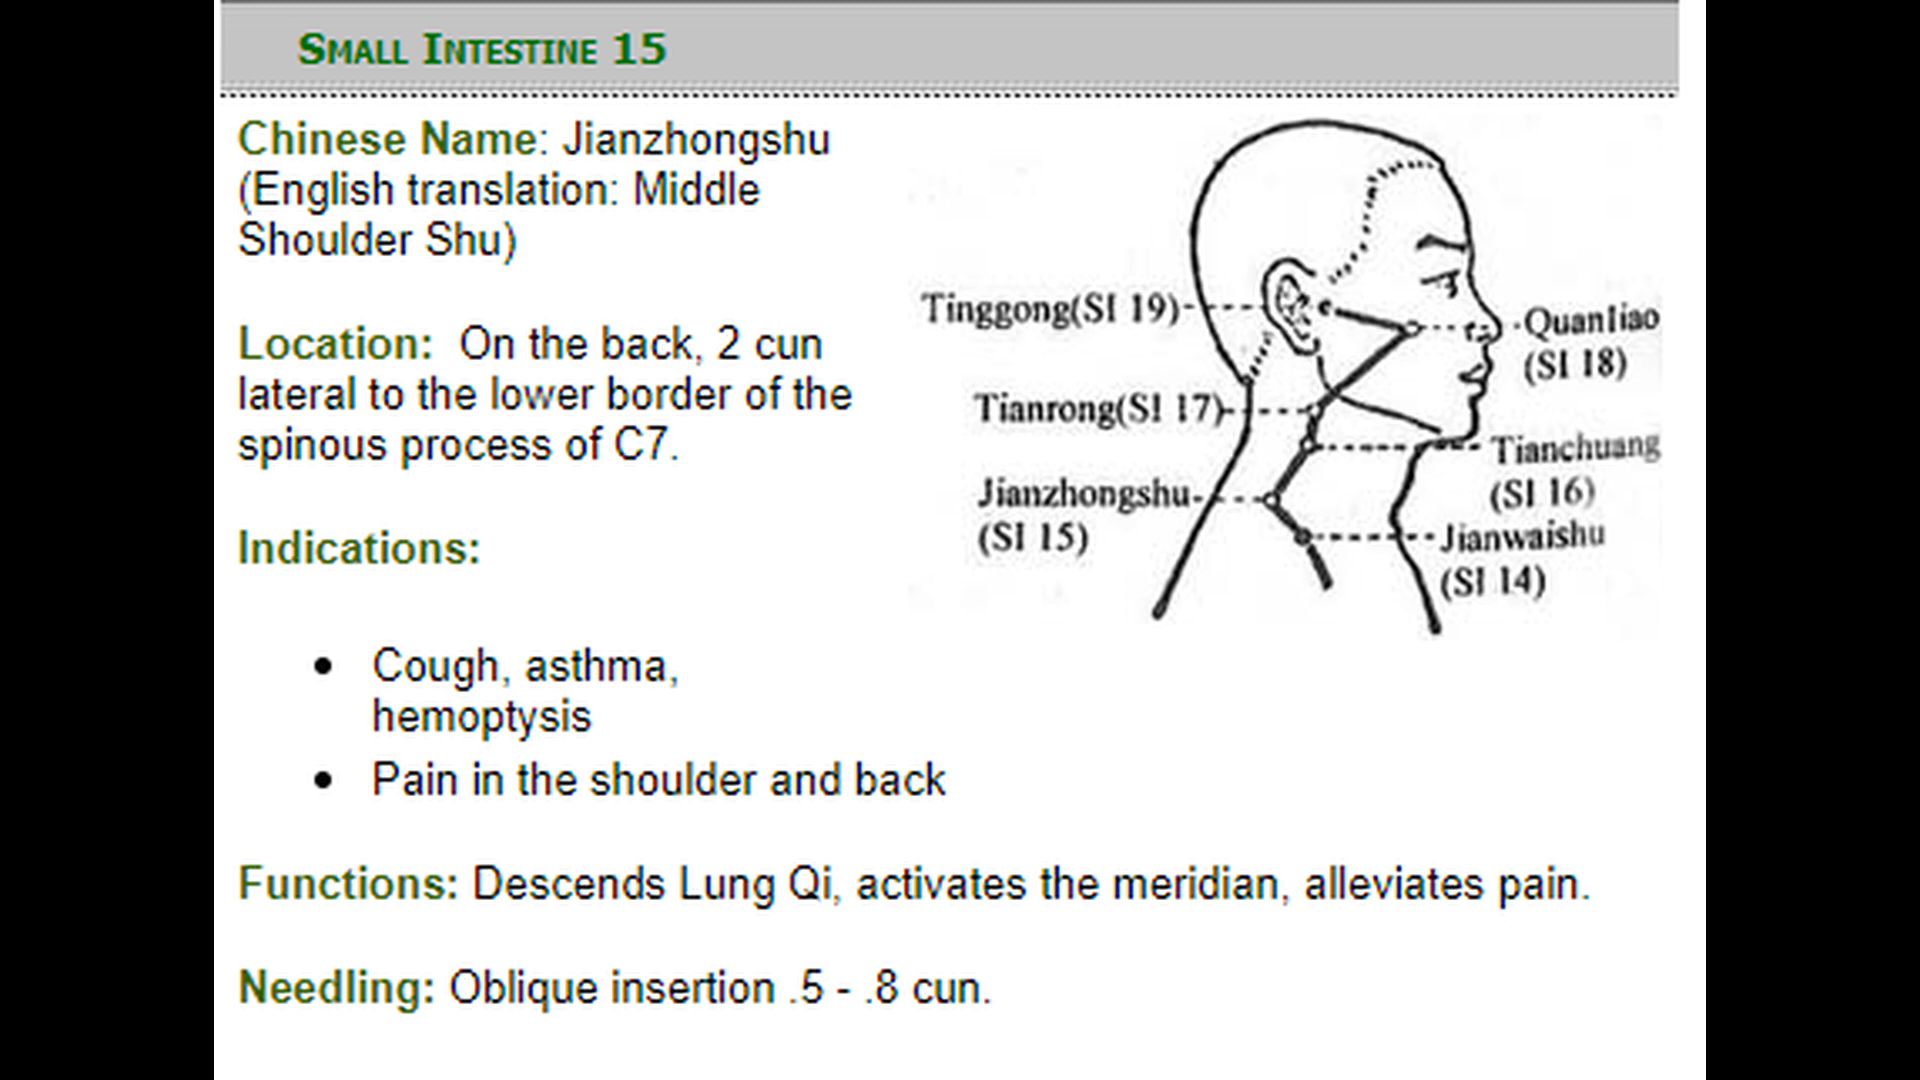 SMALL INTESTINE 15
Chinese Name: Jianzhongshu
(English translation: Middle
Shoulder Shu)
Location: On the back, 2 cun
lateral to the lower border of the
spinous process of C7.
Indications:
• Cough, asthma,
hemoptysis
• Pain in the shoulder and back
Functions: Descends Lung Qi, activates the meridian, alleviates pain.
Needling: Oblique insertion .5 - .8 cun.
Tinggong(SI 19)
Quanliao
(SI 18)
Tianrong(SI 17)
Tianchuang
(SI 16)
Jianzhongshu
(SI 15)
Jianwaishu
(SI 14)